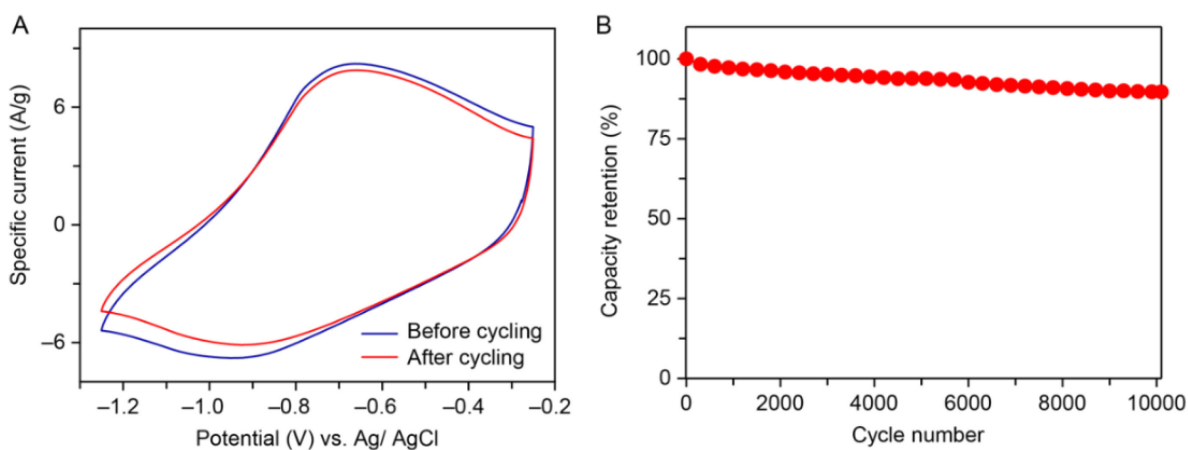 A
Specific current (A/g)
6
0
–6
Before cycling
After cycling
–1.2 –1.0 –0.8 –0.6 –0.4 –0.2
Potential (V) vs. Ag/ AgCl
B
Capacity retention (%)
100
75
50
25
0
0 2000 4000 6000 8000 10000
Cycle number